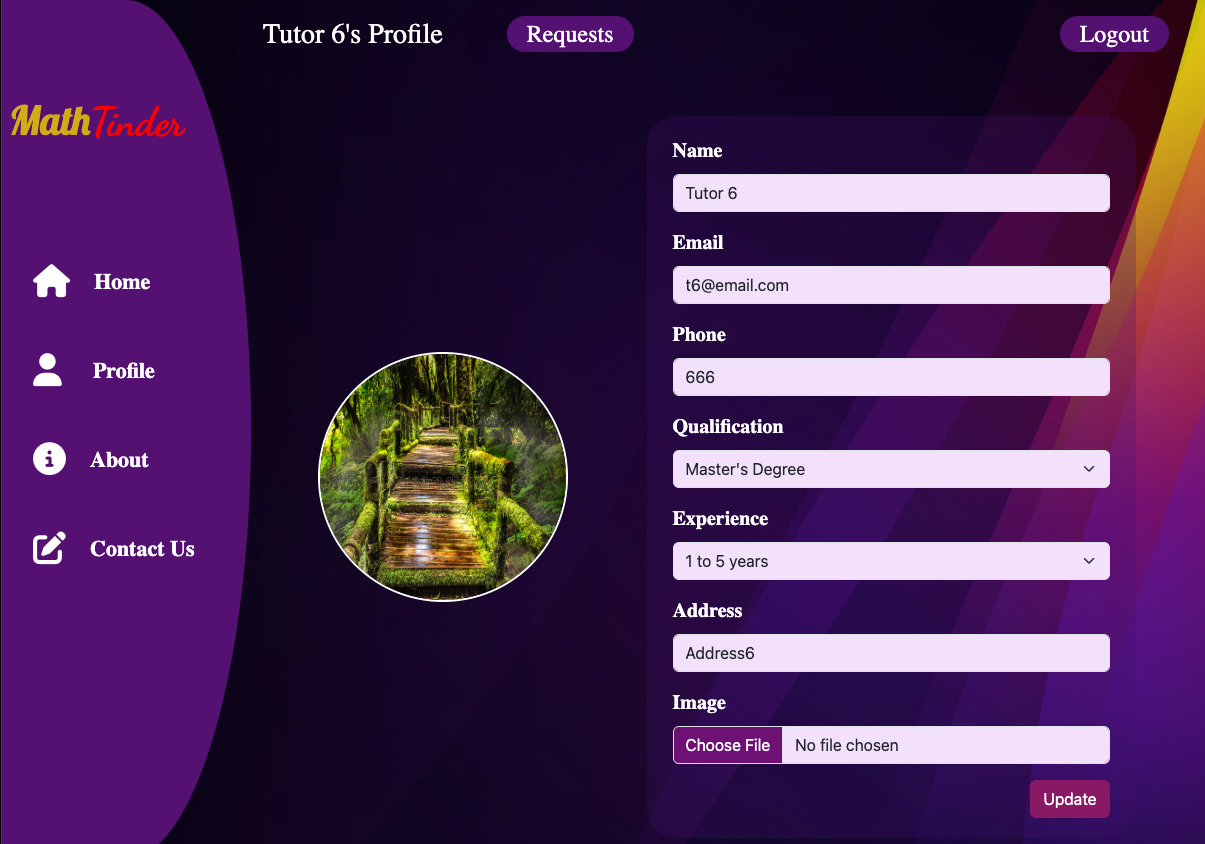 Tutor 6's Profile
Requests
Logout
MathTinder
Home
Profile
About
Contact Us
Name
Tutor 6
Email
t6@email.com
Phone
666
Qualification
Master's Degree
Experience
1 to 5 years
Address
Address6
Image
Choose File No file chosen
Update